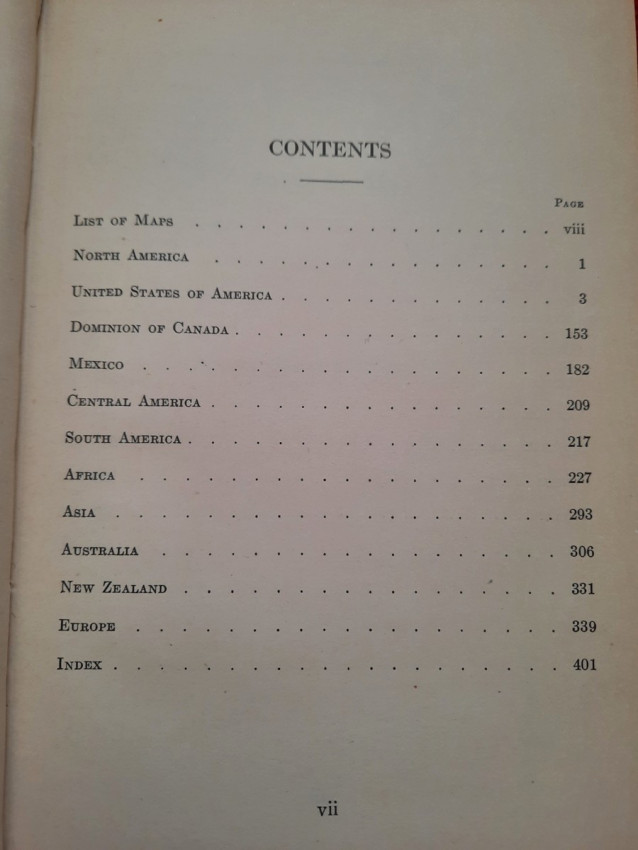 CONTENTS
PAGE
LIST OF MAPS . . . . . . . . . . . . . . . . . viii
NORTH AMERICA . . . . . . . . . . . . . . . . 1
UNITED STATES OF AMERICA . . . . . . . . . . . . . 3
DOMINION OF CANADA . . . . . . . . . . . . . . . 153
MEXICO . . . . . . . . . . . . . . . . . . 182
CENTRAL AMERICA . . . . . . . . . . . . . . . . 209
SOUTH AMERICA . . . . . . . . . . . . . . . . . 217
AFRICA . . . . . . . . . . . . . . . . . . 227
ASIA . . . . . . . . . . . . . . . . . . . 293
AUSTRALIA . . . . . . . . . . . . . . . . . 306
NEW ZEALAND . . . . . . . . . . . . . . . . . 331
EUROPE . . . . . . . . . . . . . . . . . . 339
INDEX . . . . . . . . . . . . . . . . . . . 401
vii